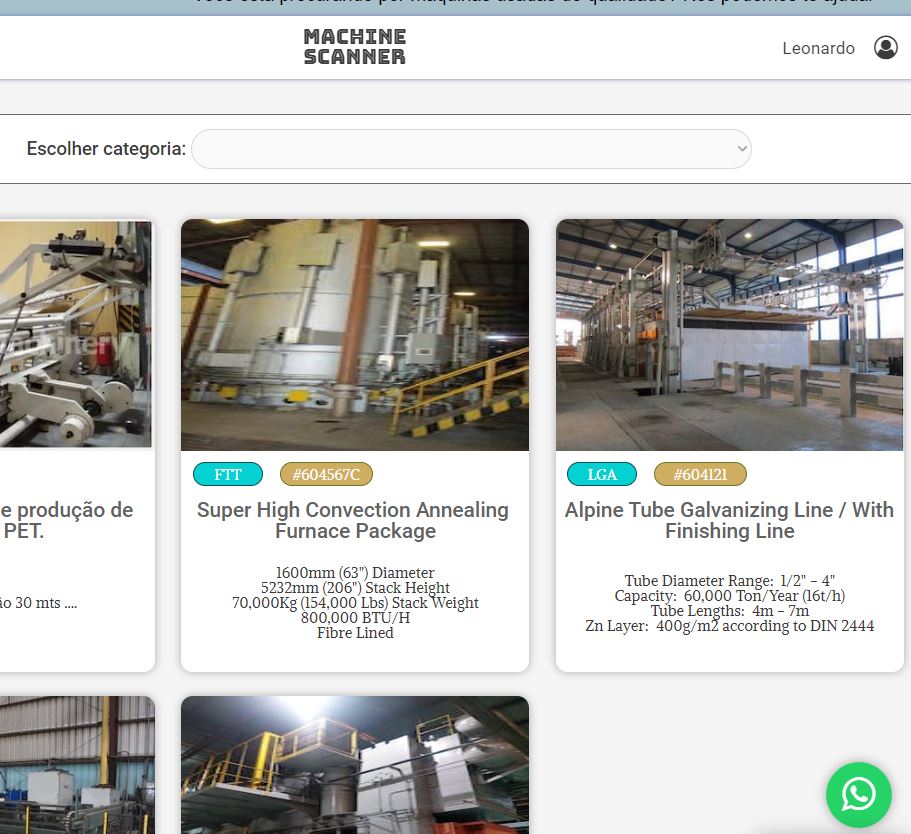 MACHINE
SCANNER
Leonardo
Escolher categoria:
FTT
#604567C
LGA
#604121
e produção de
PET.
Super High Convection Annealing
Furnace Package
Alpine Tube Galvanizing Line / With
Finishing Line
ão 30 mts ....
1600mm (63") Diameter
5232mm (206") Stack Height
70,000Kg (154,000 Lbs) Stack Weight
800,000 BTU/H
Fibre Lined
Tube Diameter Range: 1/2" – 4"
Capacity: 60,000 Ton/Year (16t/h)
Tube Lengths: 4m – 7m
Zn Layer: 400g/m2 according to DIN 2444